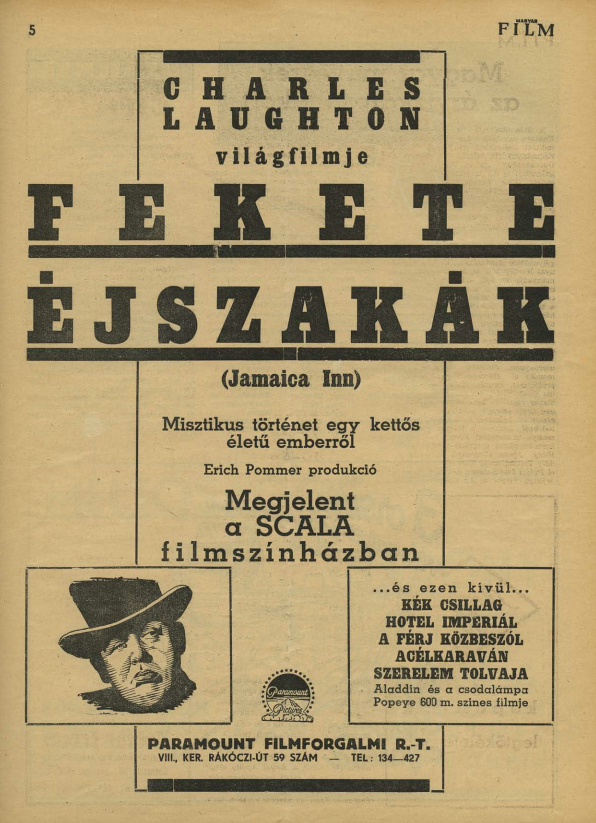 5
MAGYAR
FILM
CHARLES
LAUGHTON
világfilmje
FEKETE
ÉJSZAKÁK
(Jamaica Inn)
Misztikus történet egy kettős
életű emberről
Erich Pommer produkció
Megjelent
a SCALA
filmszínházban
...és ezen kivül...
KÉK CSILLAG
HOTEL IMPERIÁL
A FÉRJ KÖZBESZÓL
ACÉLKARAVÁN
SZERELEM TOLVAJA
Aladdin és a csodalámpa
Popeye 600 m. szines filmje
Paramount
Pictures
PARAMOUNT FILMFORGALMI R.-T.
VIII., KER. RÁKÓCZI-ÚT 59 SZÁM — TEL: 134—427